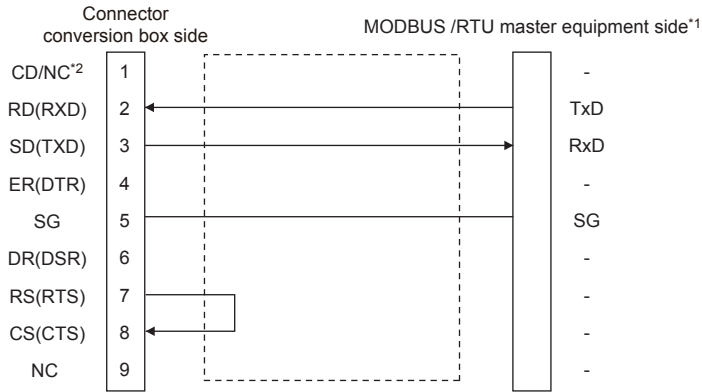 Connector
conversion box side
MODBUS /RTU master equipment side*1
CD/NC*2 1 -
RD(RXD) 2 TxD
SD(TXD) 3 RxD
ER(DTR) 4 -
SG 5 SG
DR(DSR) 6 -
RS(RTS) 7 -
CS(CTS) 8 -
NC 9 -